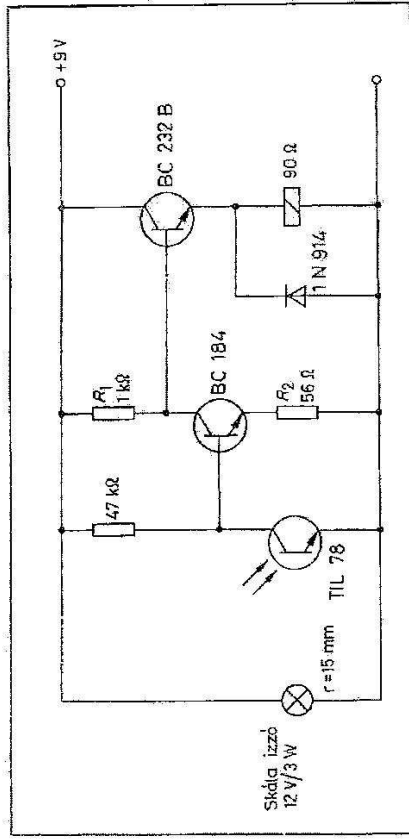 +9 V
BC 232 B
R1
1 kΩ
47 kΩ
BC 184
90 Ω
1 N 914
R2
56 Ω
TIL 78
r = 15 mm
Skála izzó
12 V/3 W